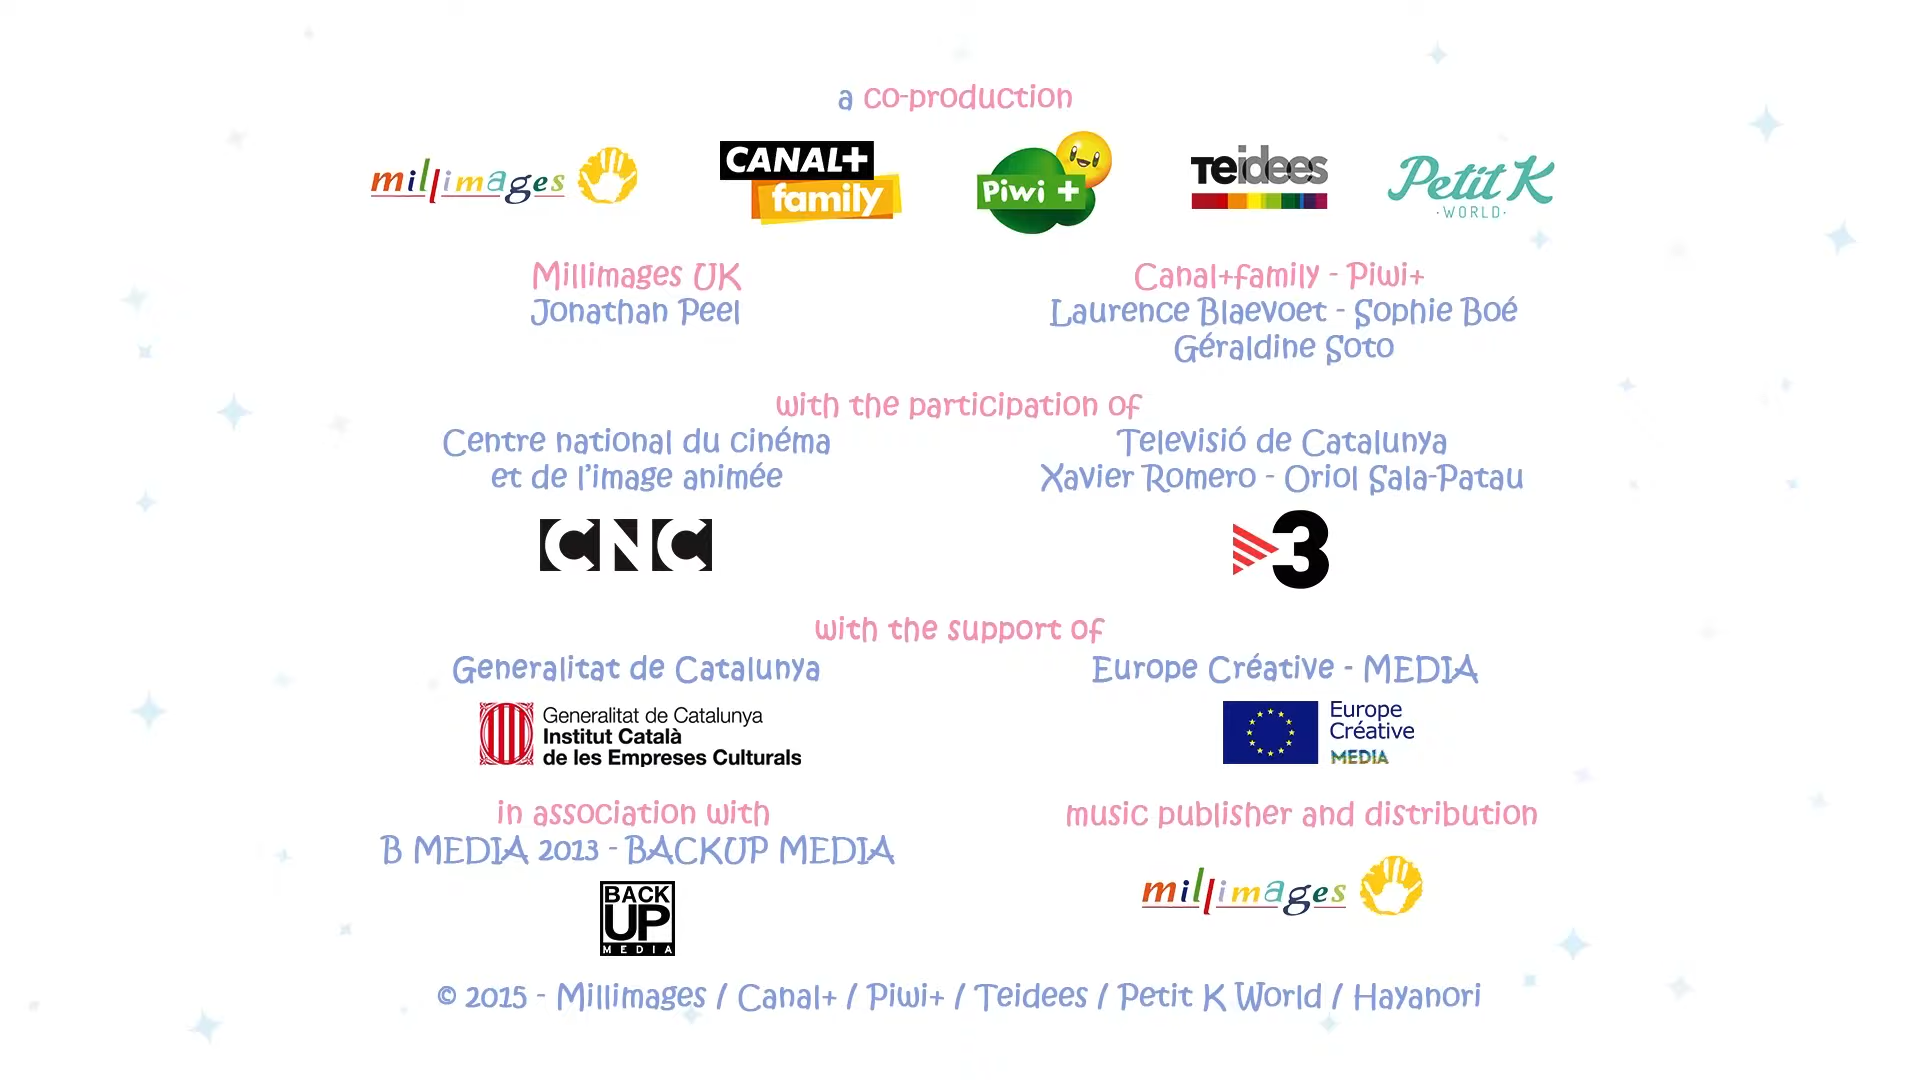 a co-production
millimages
CANAL+
family
Piwi +
Teidees
Petit K
·WORLD·
Millimages UK
Jonathan Peel
Canal+family - Piwi+
Laurence Blaevoet - Sophie Boé
Géraldine Soto
with the participation of
Centre national du cinéma
et de l'image animée
CNC
Televisió de Catalunya
Xavier Romero - Oriol Sala-Patau
3
with the support of
Generalitat de Catalunya
Generalitat de Catalunya
Institut Català
de les Empreses Culturals
Europe Créative - MEDIA
Europe
Créative
MEDIA
in association with
B MEDIA 2013 - BACKUP MEDIA
BACK
UP
MEDIA
music publisher and distribution
millimages
© 2015 - Millimages / Canal+ / Piwi+ / Teidees / Petit K World / Hayanori